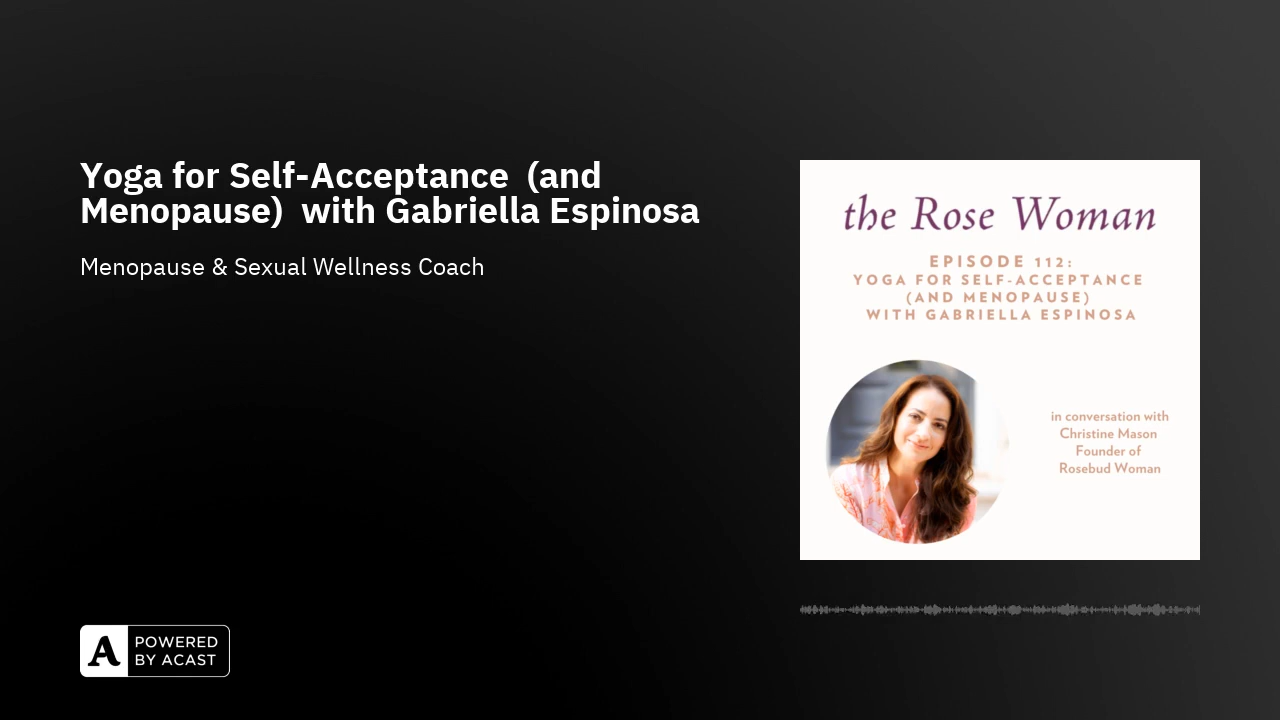 Yoga for Self-Acceptance  (and
Menopause)  with Gabriella Espinosa
Menopause & Sexual Wellness Coach
the Rose Woman
EPISODE 112:
YOGA FOR SELF-ACCEPTANCE
(AND MENOPAUSE)
WITH GABRIELLA ESPINOSA
in conversation with
Christine Mason
Founder of
Rosebud Woman
A
POWERED
BY ACAST